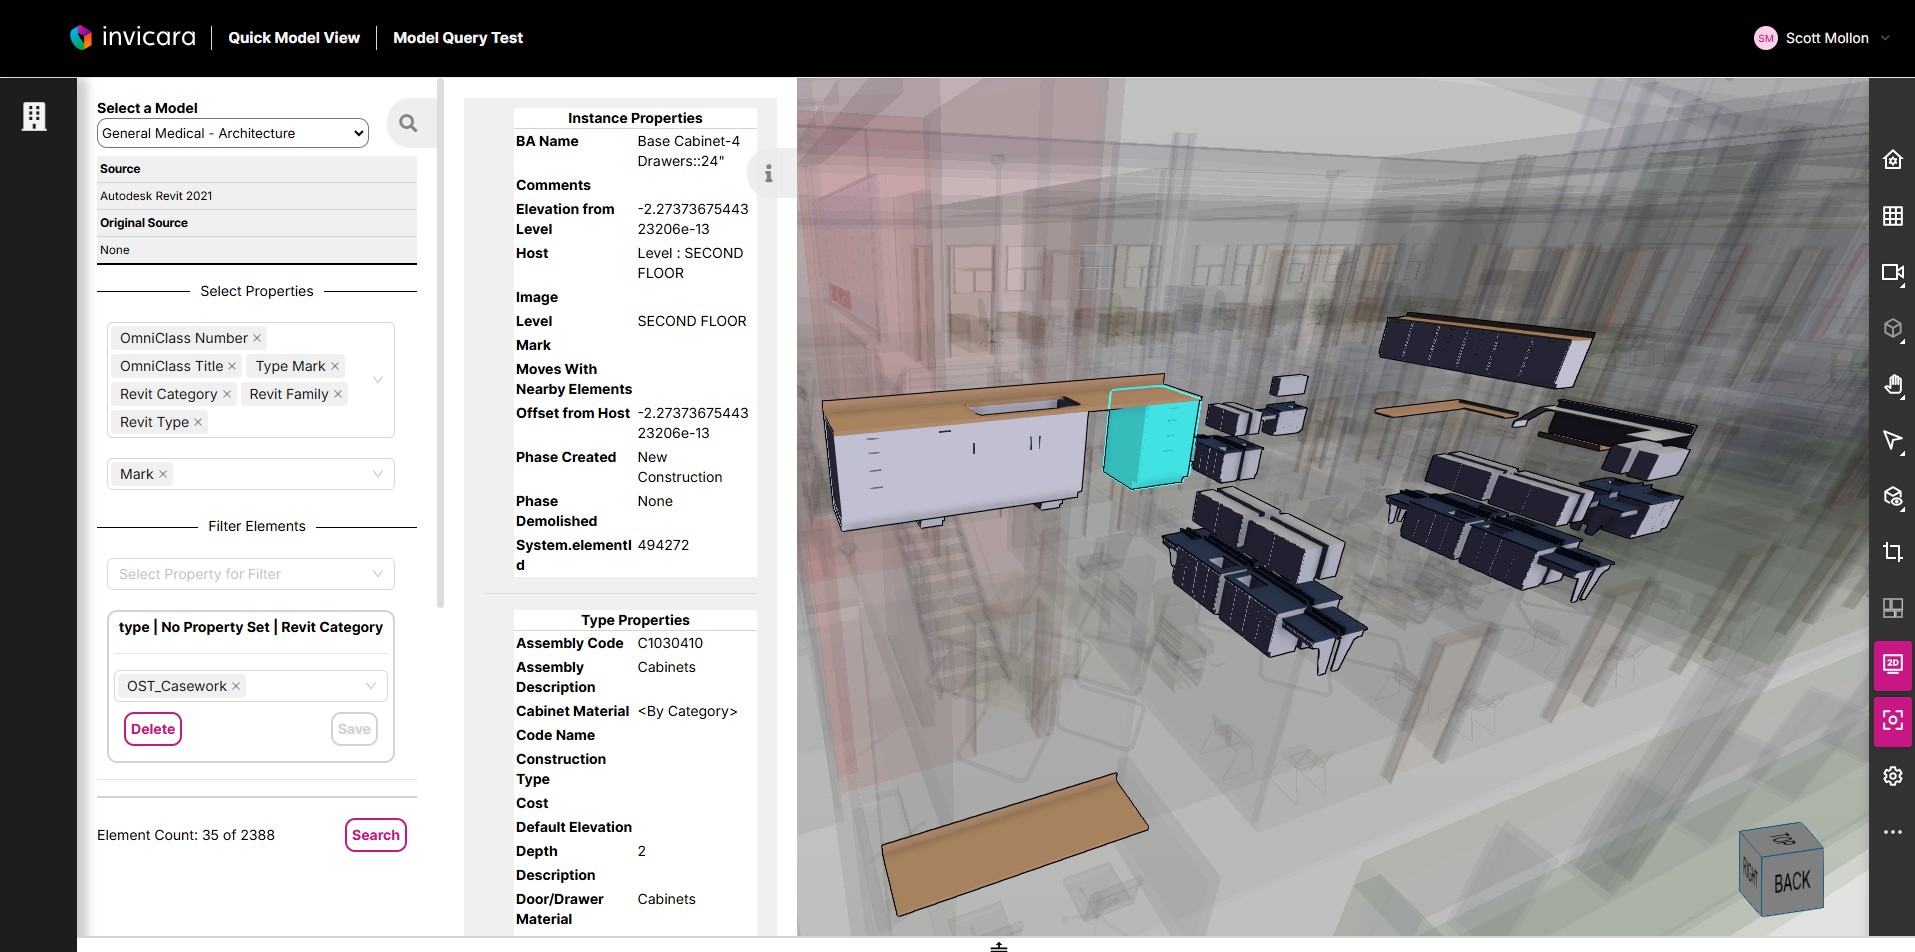 invicara
Quick Model View
Model Query Test
SM
Scott Mollon
Select a Model
General Medical - Architecture
Source
Autodesk Revit 2021
Original Source
None
Select Properties
OmniClass Number ×
OmniClass Title × Type Mark ×
Revit Category × Revit Family ×
Revit Type ×
Mark ×
Filter Elements
Select Property for Filter
type | No Property Set | Revit Category
OST_Casework ×
Delete
Save
Element Count: 35 of 2388
Search
Instance Properties
BA Name Base Cabinet-4
Drawers::24"
Comments
Elevation from -2.27373675443
Level 23206e-13
Host Level : SECOND
FLOOR
Image
Level SECOND FLOOR
Mark
Moves With
Nearby Elements
Offset from Host -2.27373675443
23206e-13
Phase Created New
Construction
Phase None
Demolished
System.elementI 494272
d
Type Properties
Assembly Code C1030410
Assembly Cabinets
Description
Cabinet Material <By Category>
Code Name
Construction
Type
Cost
Default Elevation
Depth 2
Description
Door/Drawer Cabinets
Material
2D
TOP
RIGHT
BACK